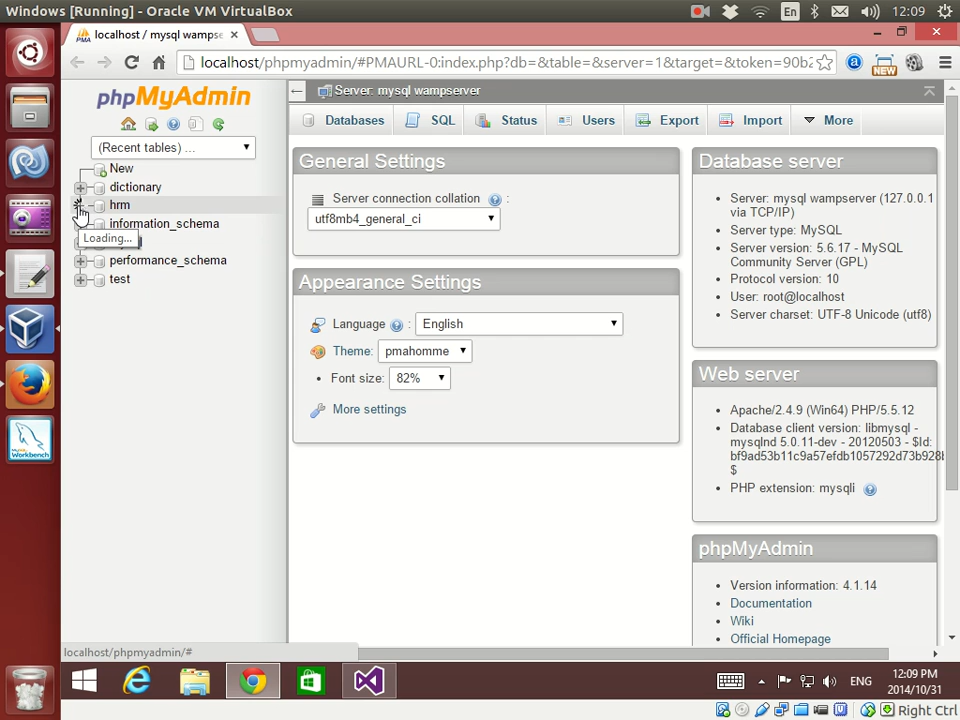 Windows [Running] - Oracle VM VirtualBox
En
12:09
localhost / mysql wampse
localhost/phpmyadmin/#PMAURL-0:index.php?db=&table=&server=1&target=&token=90b2
NEW
phpMyAdmin
(Recent tables) ...
New
dictionary
hrm
information_schema
Loading...
performance_schema
test
Server: mysql wampserver
Databases
SQL
Status
Users
Export
Import
More
General Settings
Server connection collation :
utf8mb4_general_ci
Appearance Settings
Language :
English
Theme:
pmahomme
• Font size:
82%
More settings
Database server
• Server: mysql wampserver (127.0.0.1
via TCP/IP)
• Server type: MySQL
• Server version: 5.6.17 - MySQL
Community Server (GPL)
• Protocol version: 10
• User: root@localhost
• Server charset: UTF-8 Unicode (utf8)
Web server
• Apache/2.4.9 (Win64) PHP/5.5.12
• Database client version: libmysql -
mysqlnd 5.0.11-dev - 20120503 - $Id:
bf9ad53b11c9a57efdb1057292d73b928b
$
• PHP extension: mysqli
phpMyAdmin
• Version information: 4.1.14
• Documentation
• Wiki
• Official Homepage
MySQL
Workbench
localhost/phpmyadmin/#
ENG
12:09 PM
2014/10/31
Right Ctrl